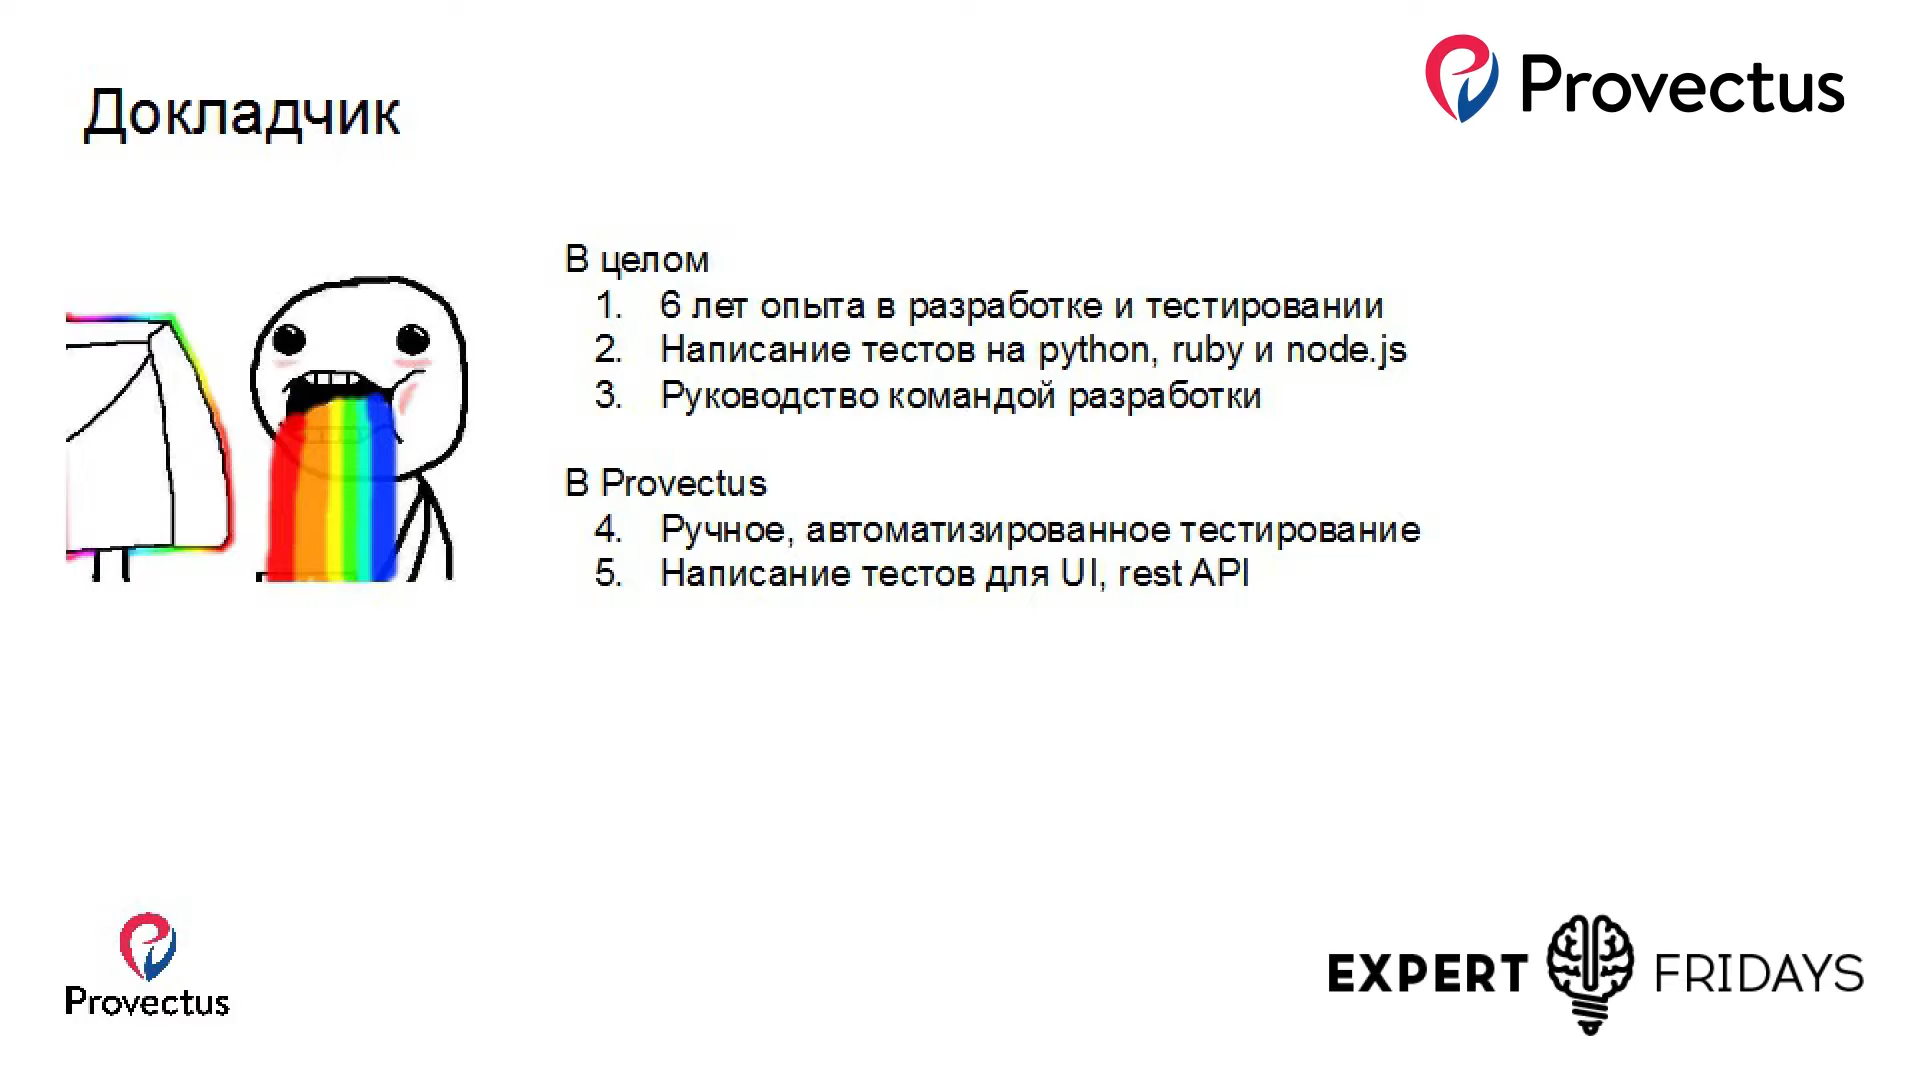 Докладчик
Provectus
В целом
1. 6 лет опыта в разработке и тестировании
2. Написание тестов на python, ruby и node.js
3. Руководство командой разработки
В Provectus
4. Ручное, автоматизированное тестирование
5. Написание тестов для UI, rest API
Provectus
EXPERT FRIDAYS